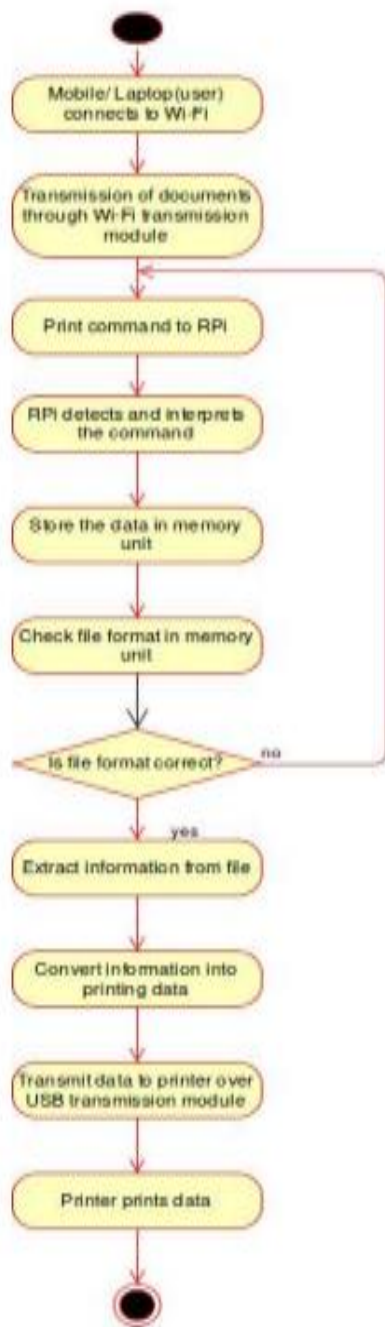 Mobile/ Laptop(user)
connects to Wi-Fi
Transmission of documents
through Wi-Fi transmission
module
Print command to RPi
RPi detects and interprets
the command
Store the data in memory
unit
Check file format in memory
unit
Is file format correct?
no
yes
Extract information from file
Convert information into
printing data
Transmit data to printer over
USB transmission module
Printer prints data